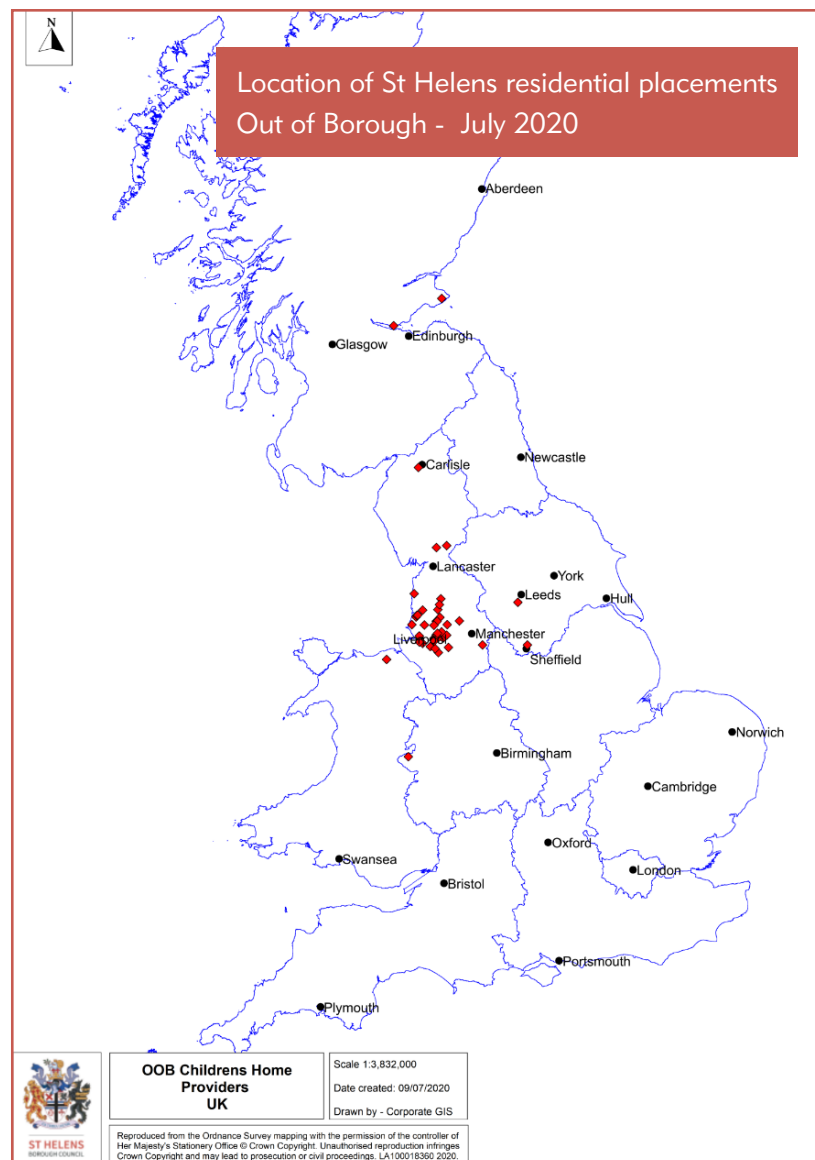 N
Location of St Helens residential placements
Out of Borough - July 2020
Aberdeen
Edinburgh
Glasgow
Carlisle
Newcastle
Lancaster
York
Leeds
Hull
Manchester
Liverpool
Sheffield
Norwich
Birmingham
Cambridge
Oxford
Swansea
London
Bristol
Portsmouth
Plymouth
OOB Childrens Home
Providers
UK
Scale 1:3,832,000
Date created: 09/07/2020
Drawn by - Corporate GIS
ST HELENS
BOROUGH COUNCIL
Reproduced from the Ordnance Survey mapping with the permission of the controller of
Her Majesty's Stationery Office © Crown Copyright. Unauthorised reproduction infringes
Crown Copyright and may lead to prosecution or civil proceedings. LA100018360 2020.